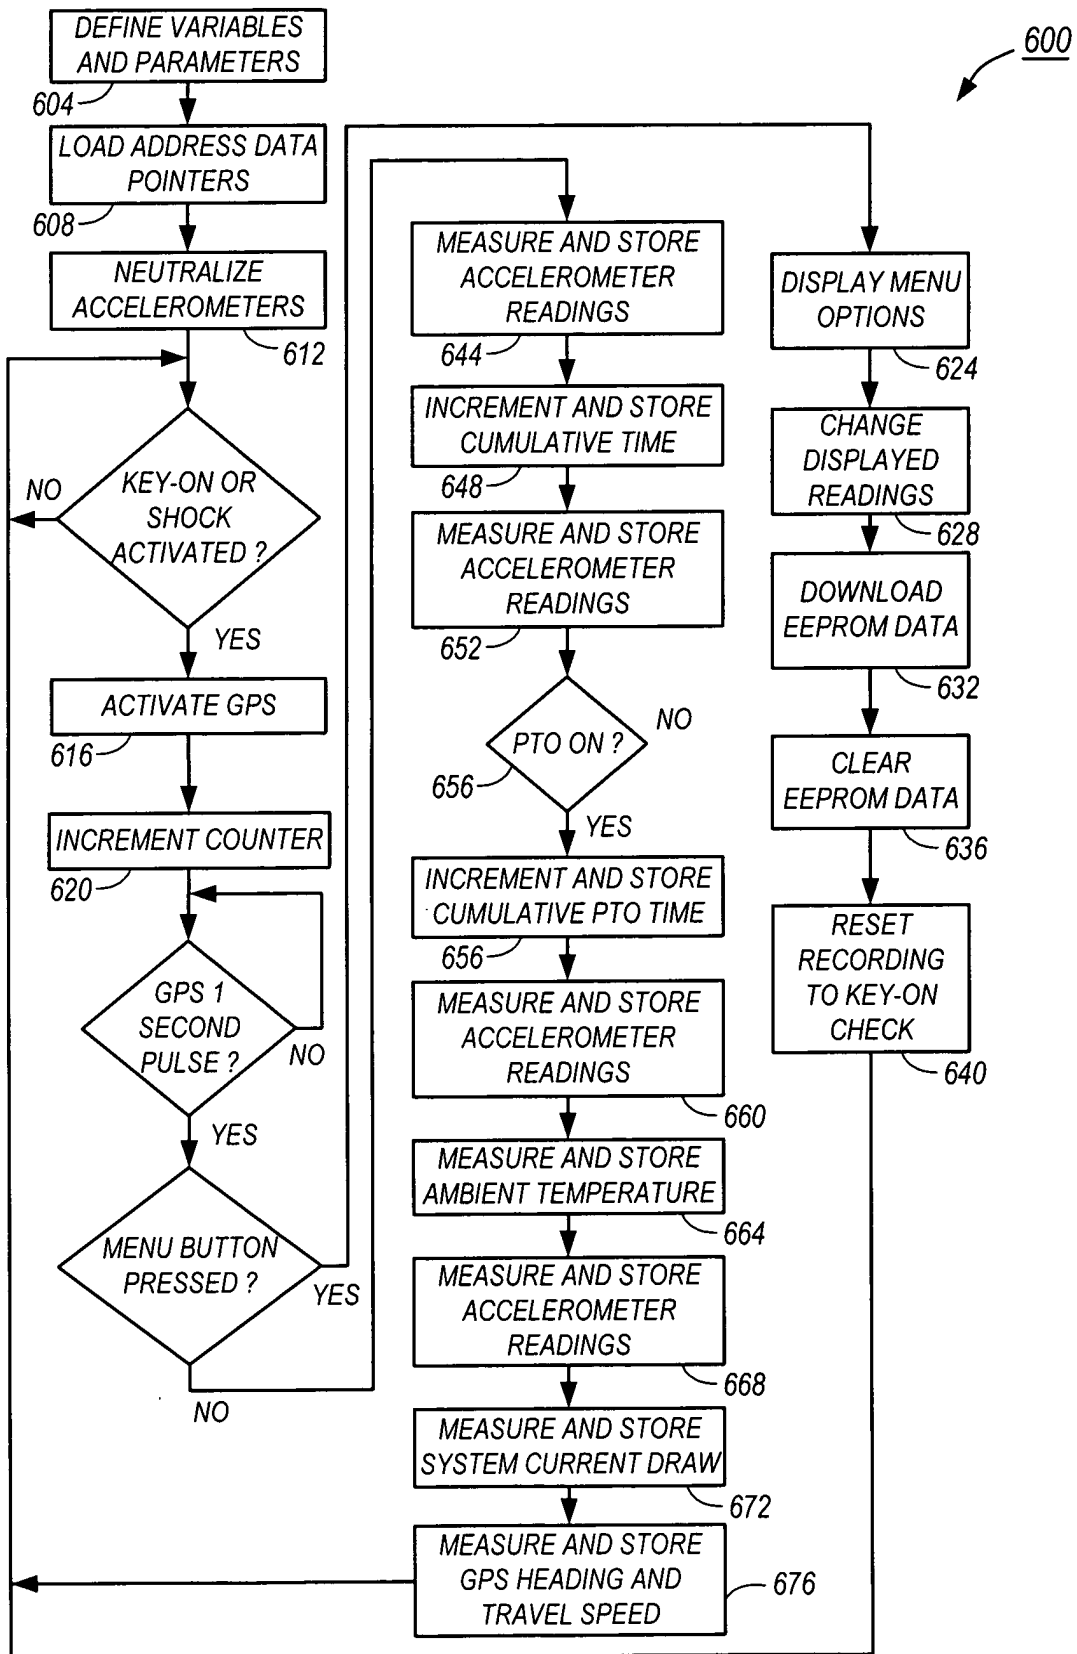 600
DEFINE VARIABLES
AND PARAMETERS
604
LOAD ADDRESS DATA
POINTERS
608
NEUTRALIZE
ACCELEROMETERS
612
KEY-ON OR
SHOCK
ACTIVATED ?
NO
YES
ACTIVATE GPS
616
INCREMENT COUNTER
620
GPS 1
SECOND
PULSE ?
NO
YES
MENU BUTTON
PRESSED ?
YES
NO
MEASURE AND STORE
ACCELEROMETER
READINGS
644
INCREMENT AND STORE
CUMULATIVE TIME
648
MEASURE AND STORE
ACCELEROMETER
READINGS
652
PTO ON ?
NO
656
YES
INCREMENT AND STORE
CUMULATIVE PTO TIME
656
MEASURE AND STORE
ACCELEROMETER
READINGS
660
MEASURE AND STORE
AMBIENT TEMPERATURE
664
MEASURE AND STORE
ACCELEROMETER
READINGS
668
MEASURE AND STORE
SYSTEM CURRENT DRAW
672
MEASURE AND STORE
GPS HEADING AND
TRAVEL SPEED
676
DISPLAY MENU
OPTIONS
624
CHANGE
DISPLAYED
READINGS
628
DOWNLOAD
EEPROM DATA
632
CLEAR
EEPROM DATA
636
RESET
RECORDING
TO KEY-ON
CHECK
640